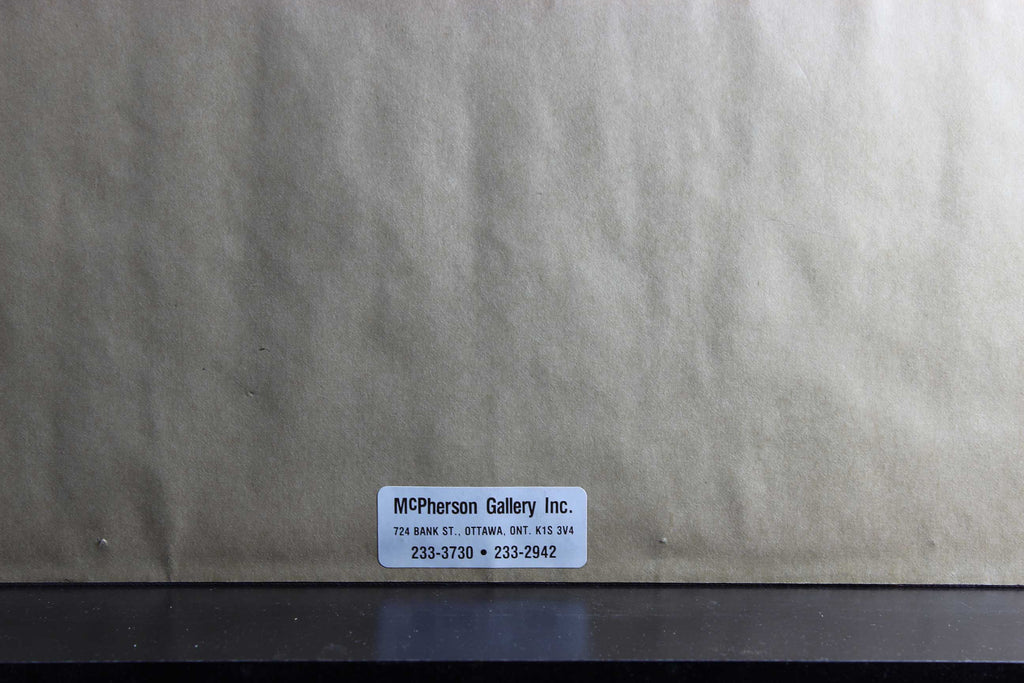 McPherson Gallery Inc.
724 BANK ST., OTTAWA, ONT. K1S 3V4
233-3730 • 233-2942